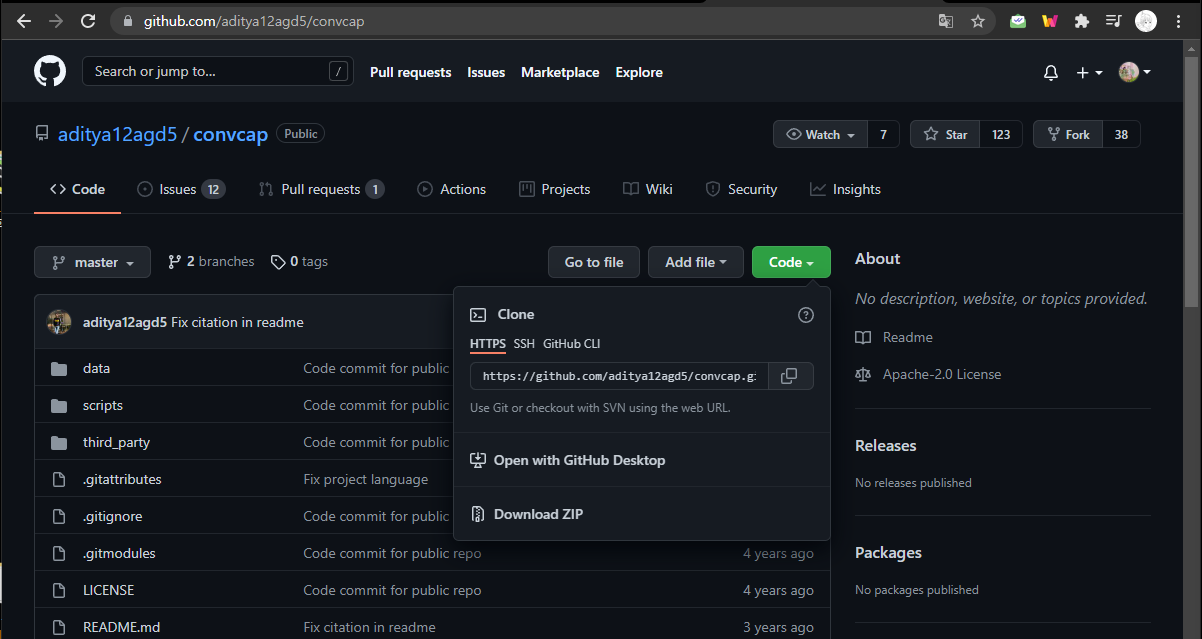 github.com/aditya12agd5/convcap
Search or jump to... /
Pull requests Issues Marketplace Explore
aditya12agd5 / convcap Public
Watch 7 Star 123 Fork 38
Code Issues 12 Pull requests 1 Actions Projects Wiki Security Insights
master 2 branches 0 tags Go to file Add file Code
About
No description, website, or topics provided.
Readme
Apache-2.0 License
Releases
No releases published
Packages
No packages published
Clone
HTTPS SSH GitHub CLI
https://github.com/aditya12agd5/convcap.gi
Use Git or checkout with SVN using the web URL.
Open with GitHub Desktop
Download ZIP
aditya12agd5 Fix citation in readme
data Code commit for public
scripts Code commit for public
third_party Code commit for public
.gitattributes Fix project language
.gitignore Code commit for public
.gitmodules Code commit for public repo 4 years ago
LICENSE Code commit for public repo 4 years ago
README.md Fix citation in readme 3 years ago